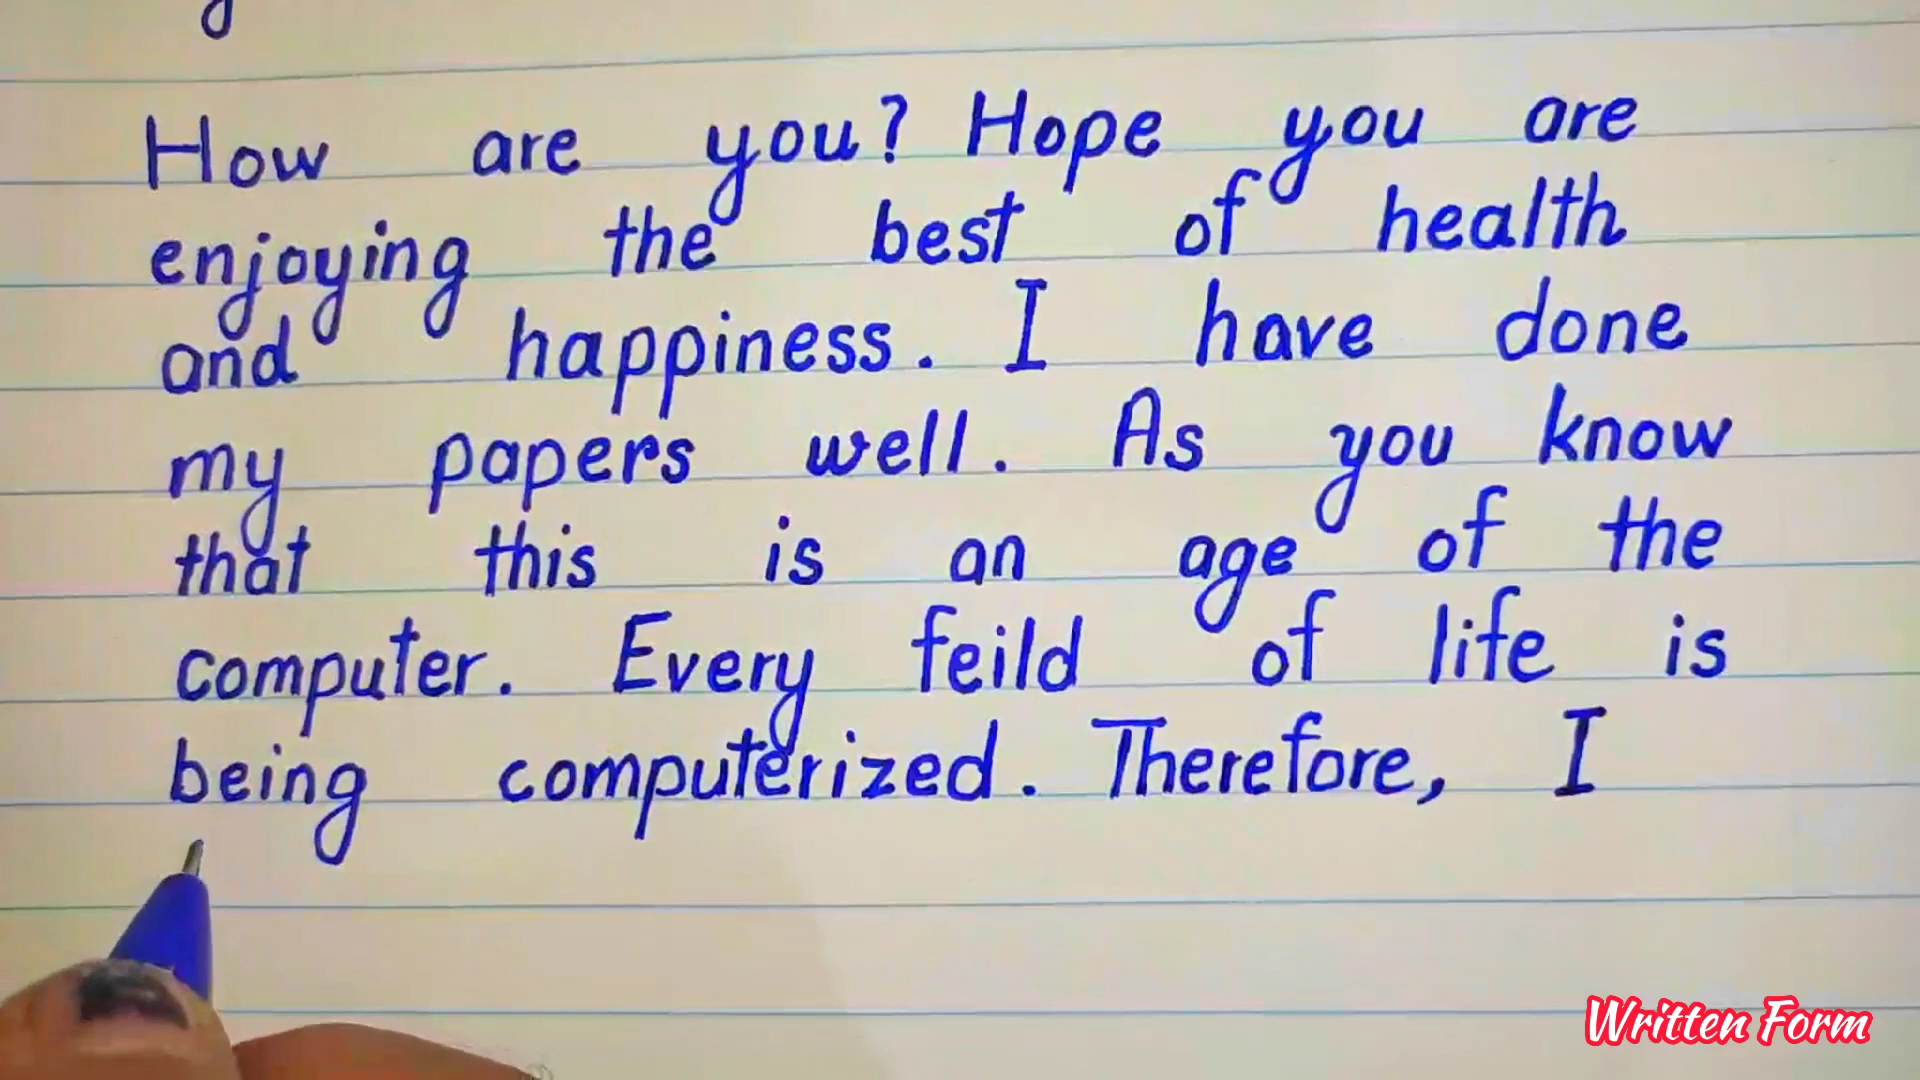 How are you? Hope you are
enjoying the best of health
and happiness. I have done
my papers well. As you know
that this is an age of the
computer. Every feild of life is
being computerized. Therefore, I
Written Form